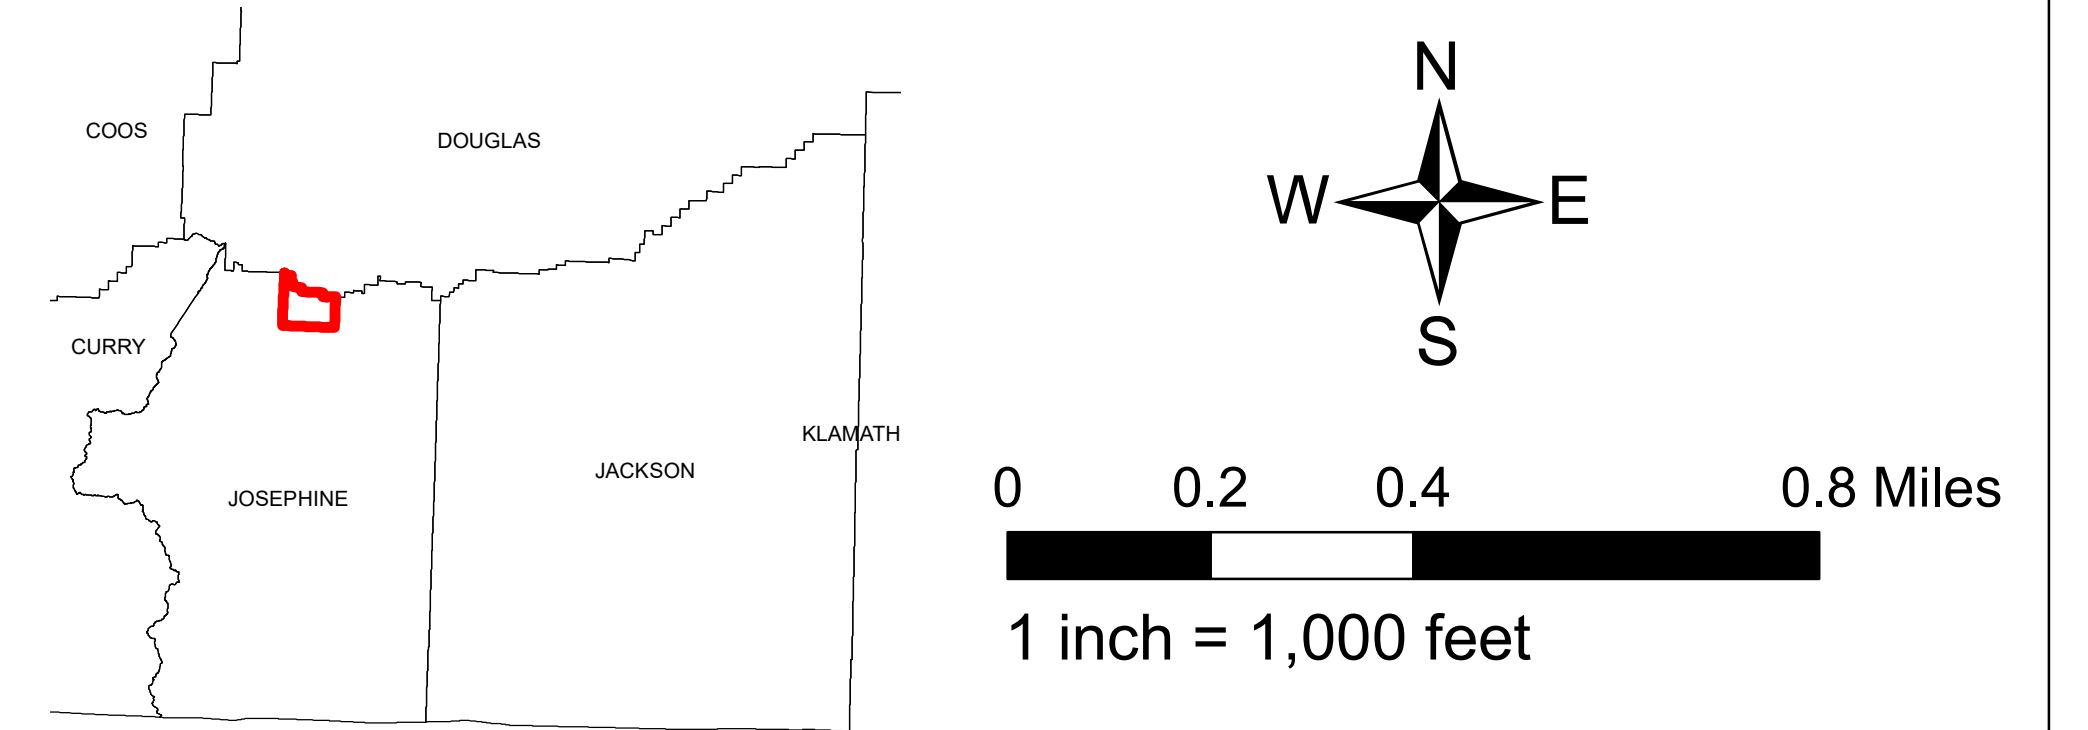 COOS
DOUGLAS
CURRY
KLAMATH
JACKSON
JOSEPHINE
N
W E
S
0 0.2 0.4 0.8 Miles
1 inch = 1,000 feet